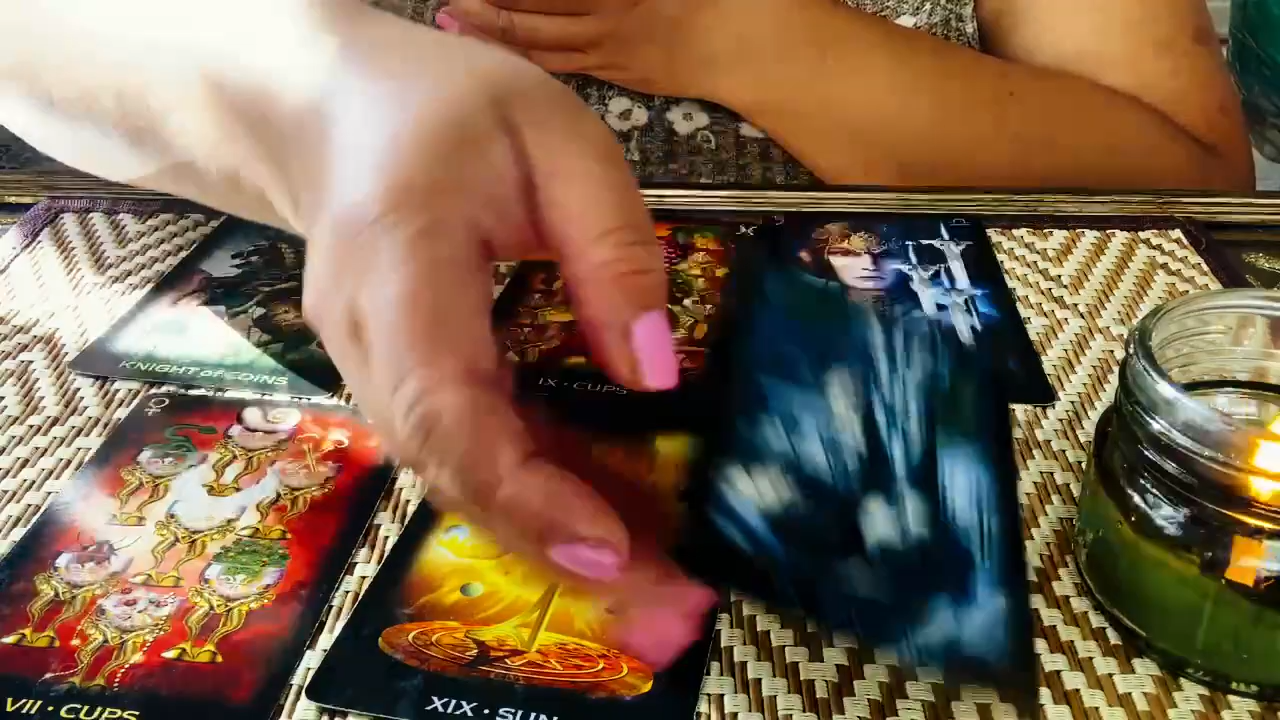 KNIGHT OF COINS
IX · CUPS
VII · CUPS
XIX · SUN